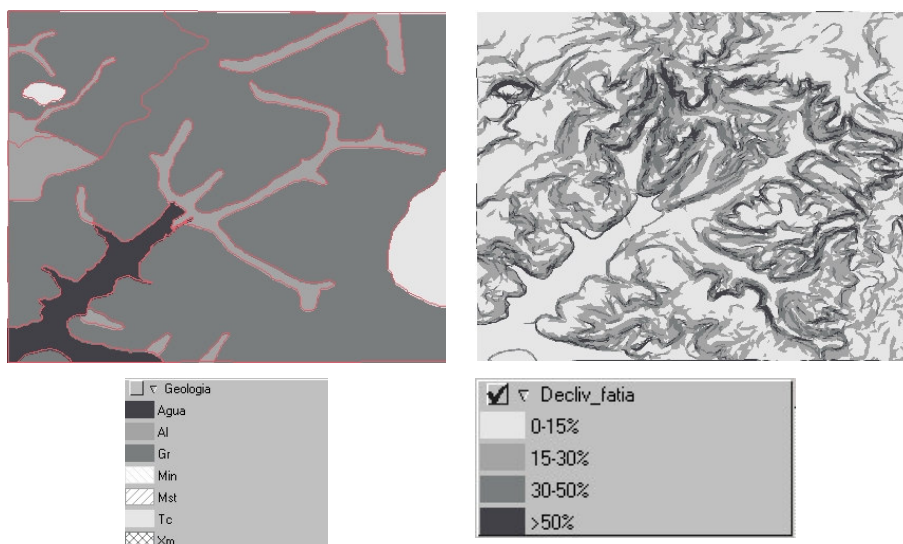 Geologia
Agua
Al
Gr
Min
Mst
Tc
Xm
Decliv_fatia
0-15%
15-30%
30-50%
>50%